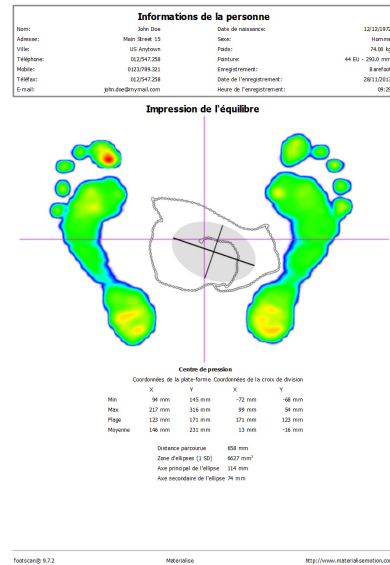 Informations de la personne
Nom: John Doe Date de naissance: 12/12/1972
Adresse: Main Street 15 Sexe: Homme
Ville: US Anytown Poids: 74.00 kg
Téléphone: 012/547.258 Pointure: 44 EU - 293.0 mm
Mobile: 0123/789.321 Enregistrement: Barefoot
Téléfax: 012/547.258 Date de l'enregistrement: 28/11/2013
E-mail: john.doe@mymail.com Heure de l'enregistrement: 09:29
Impression de l'équilibre
Centre de pression
Coordonnées de la plate-forme Coordonnées de la croix de division
X Y X Y
Min 94 mm 145 mm -72 mm -68 mm
Max 217 mm 316 mm 99 mm 54 mm
Plage 123 mm 171 mm 171 mm 123 mm
Moyenne 146 mm 231 mm 13 mm -16 mm
Distance parcourue 658 mm
Zone d'ellipses (1 SD) 6627 mm²
Axe principal de l'ellipse 114 mm
Axe secondaire de l'ellipse 74 mm
footscan® 9.7.2 Materialise http://www.materialisemotion.com